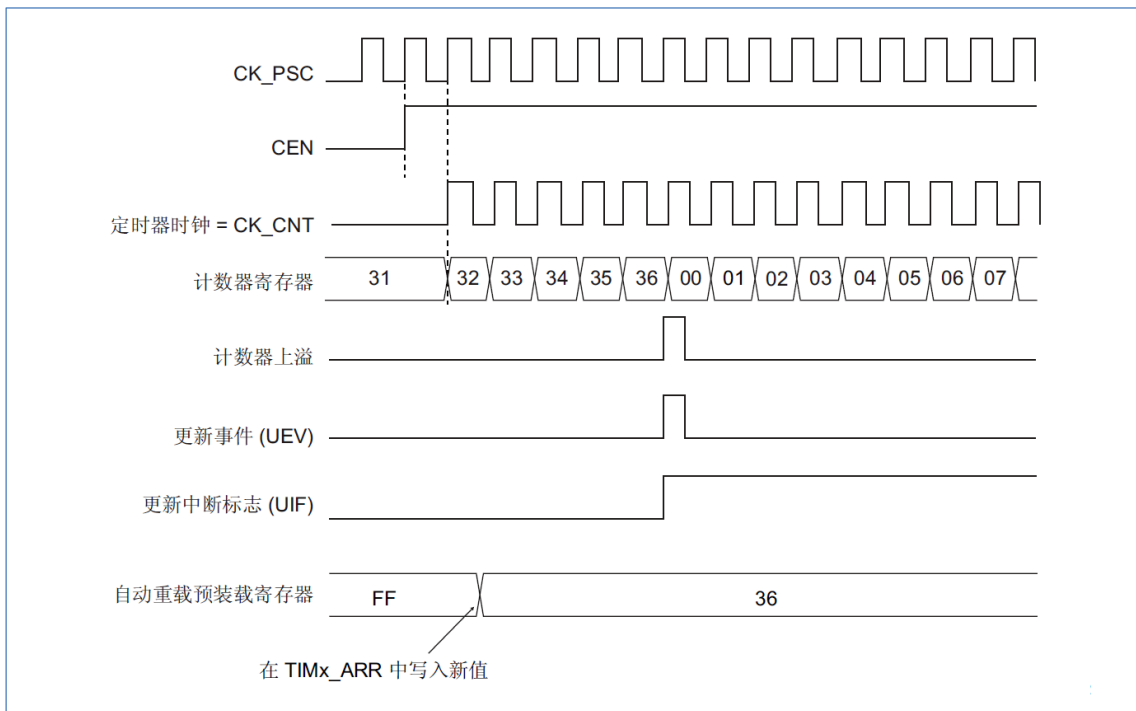 CK_PSC
CEN
定时器时钟 = CK_CNT
计数器寄存器 31 32 33 34 35 36 00 01 02 03 04 05 06 07
计数器上溢
更新事件 (UEV)
更新中断标志 (UIF)
自动重载预装载寄存器 FF 36
在 TIMx_ARR 中写入新值